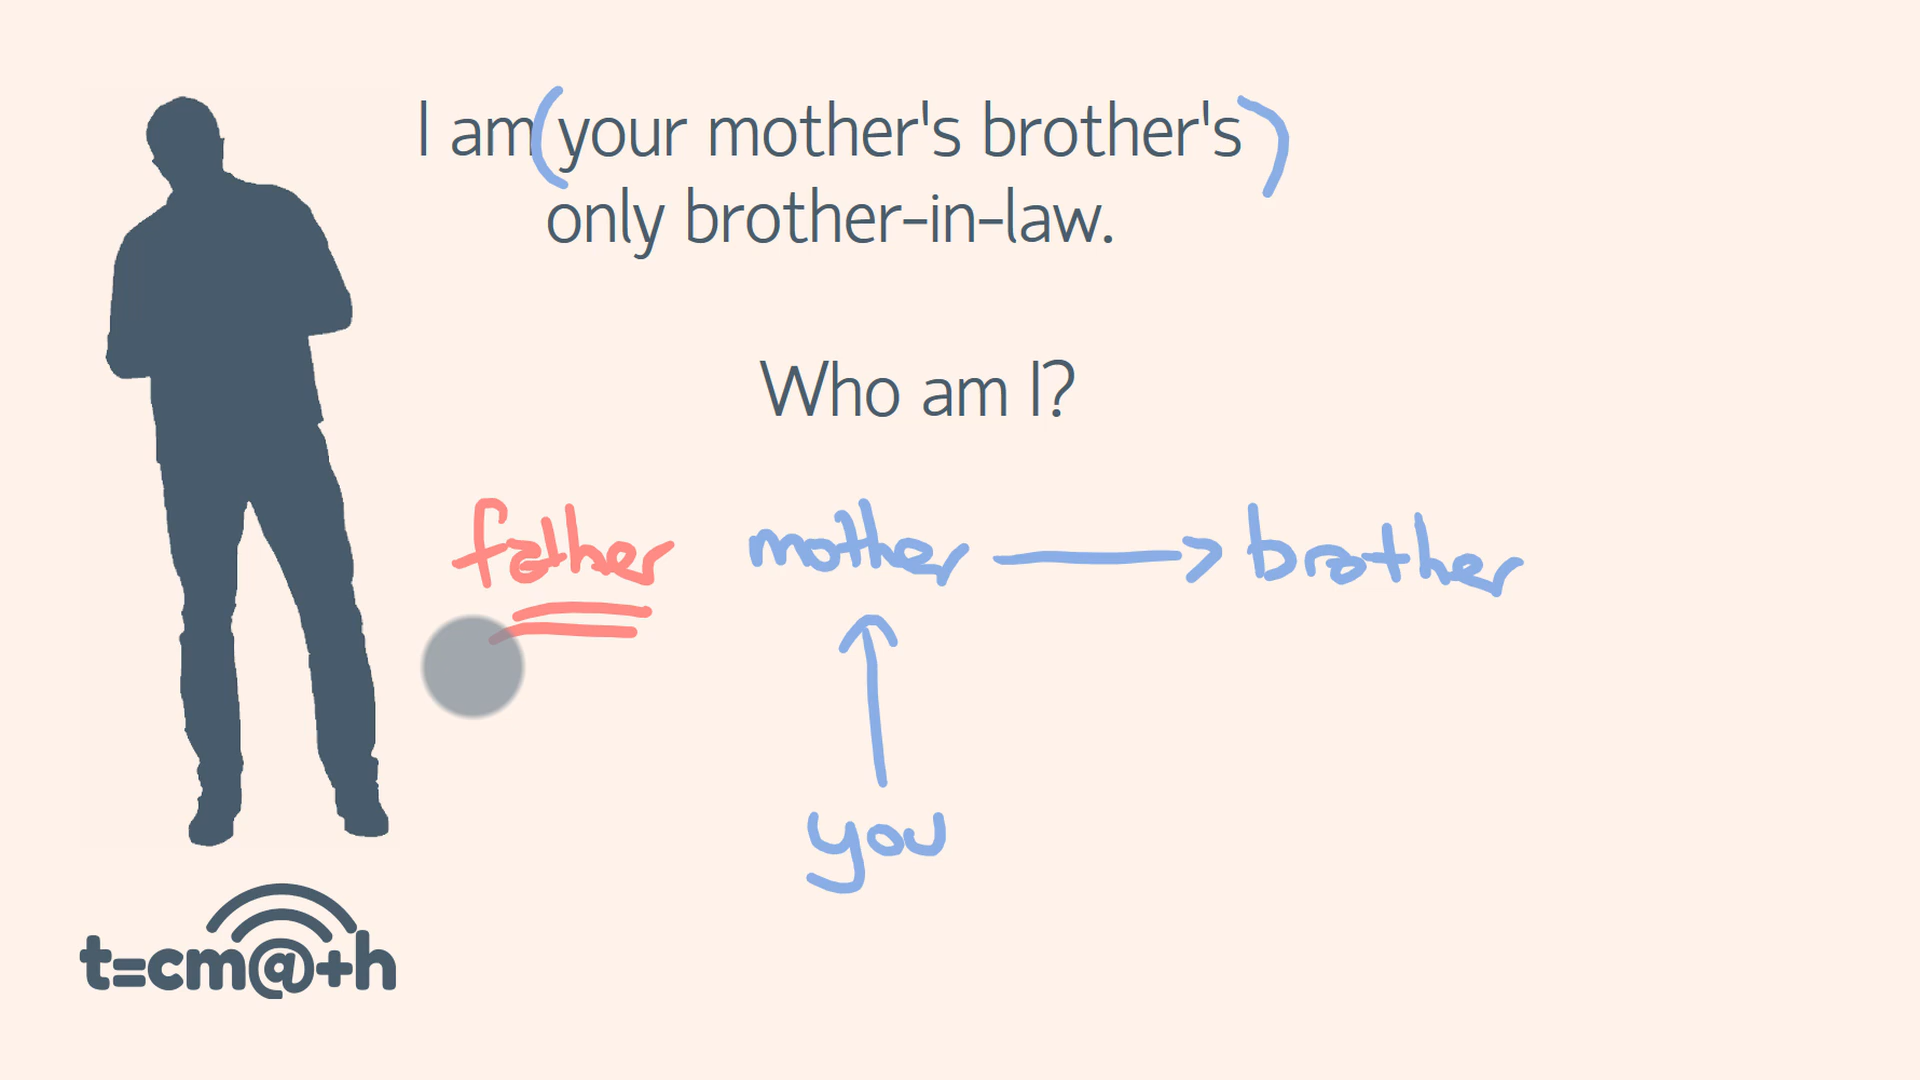 I am (your mother's brother's)
only brother-in-law.
Who am I?
father mother brother
you
t=cm@+h